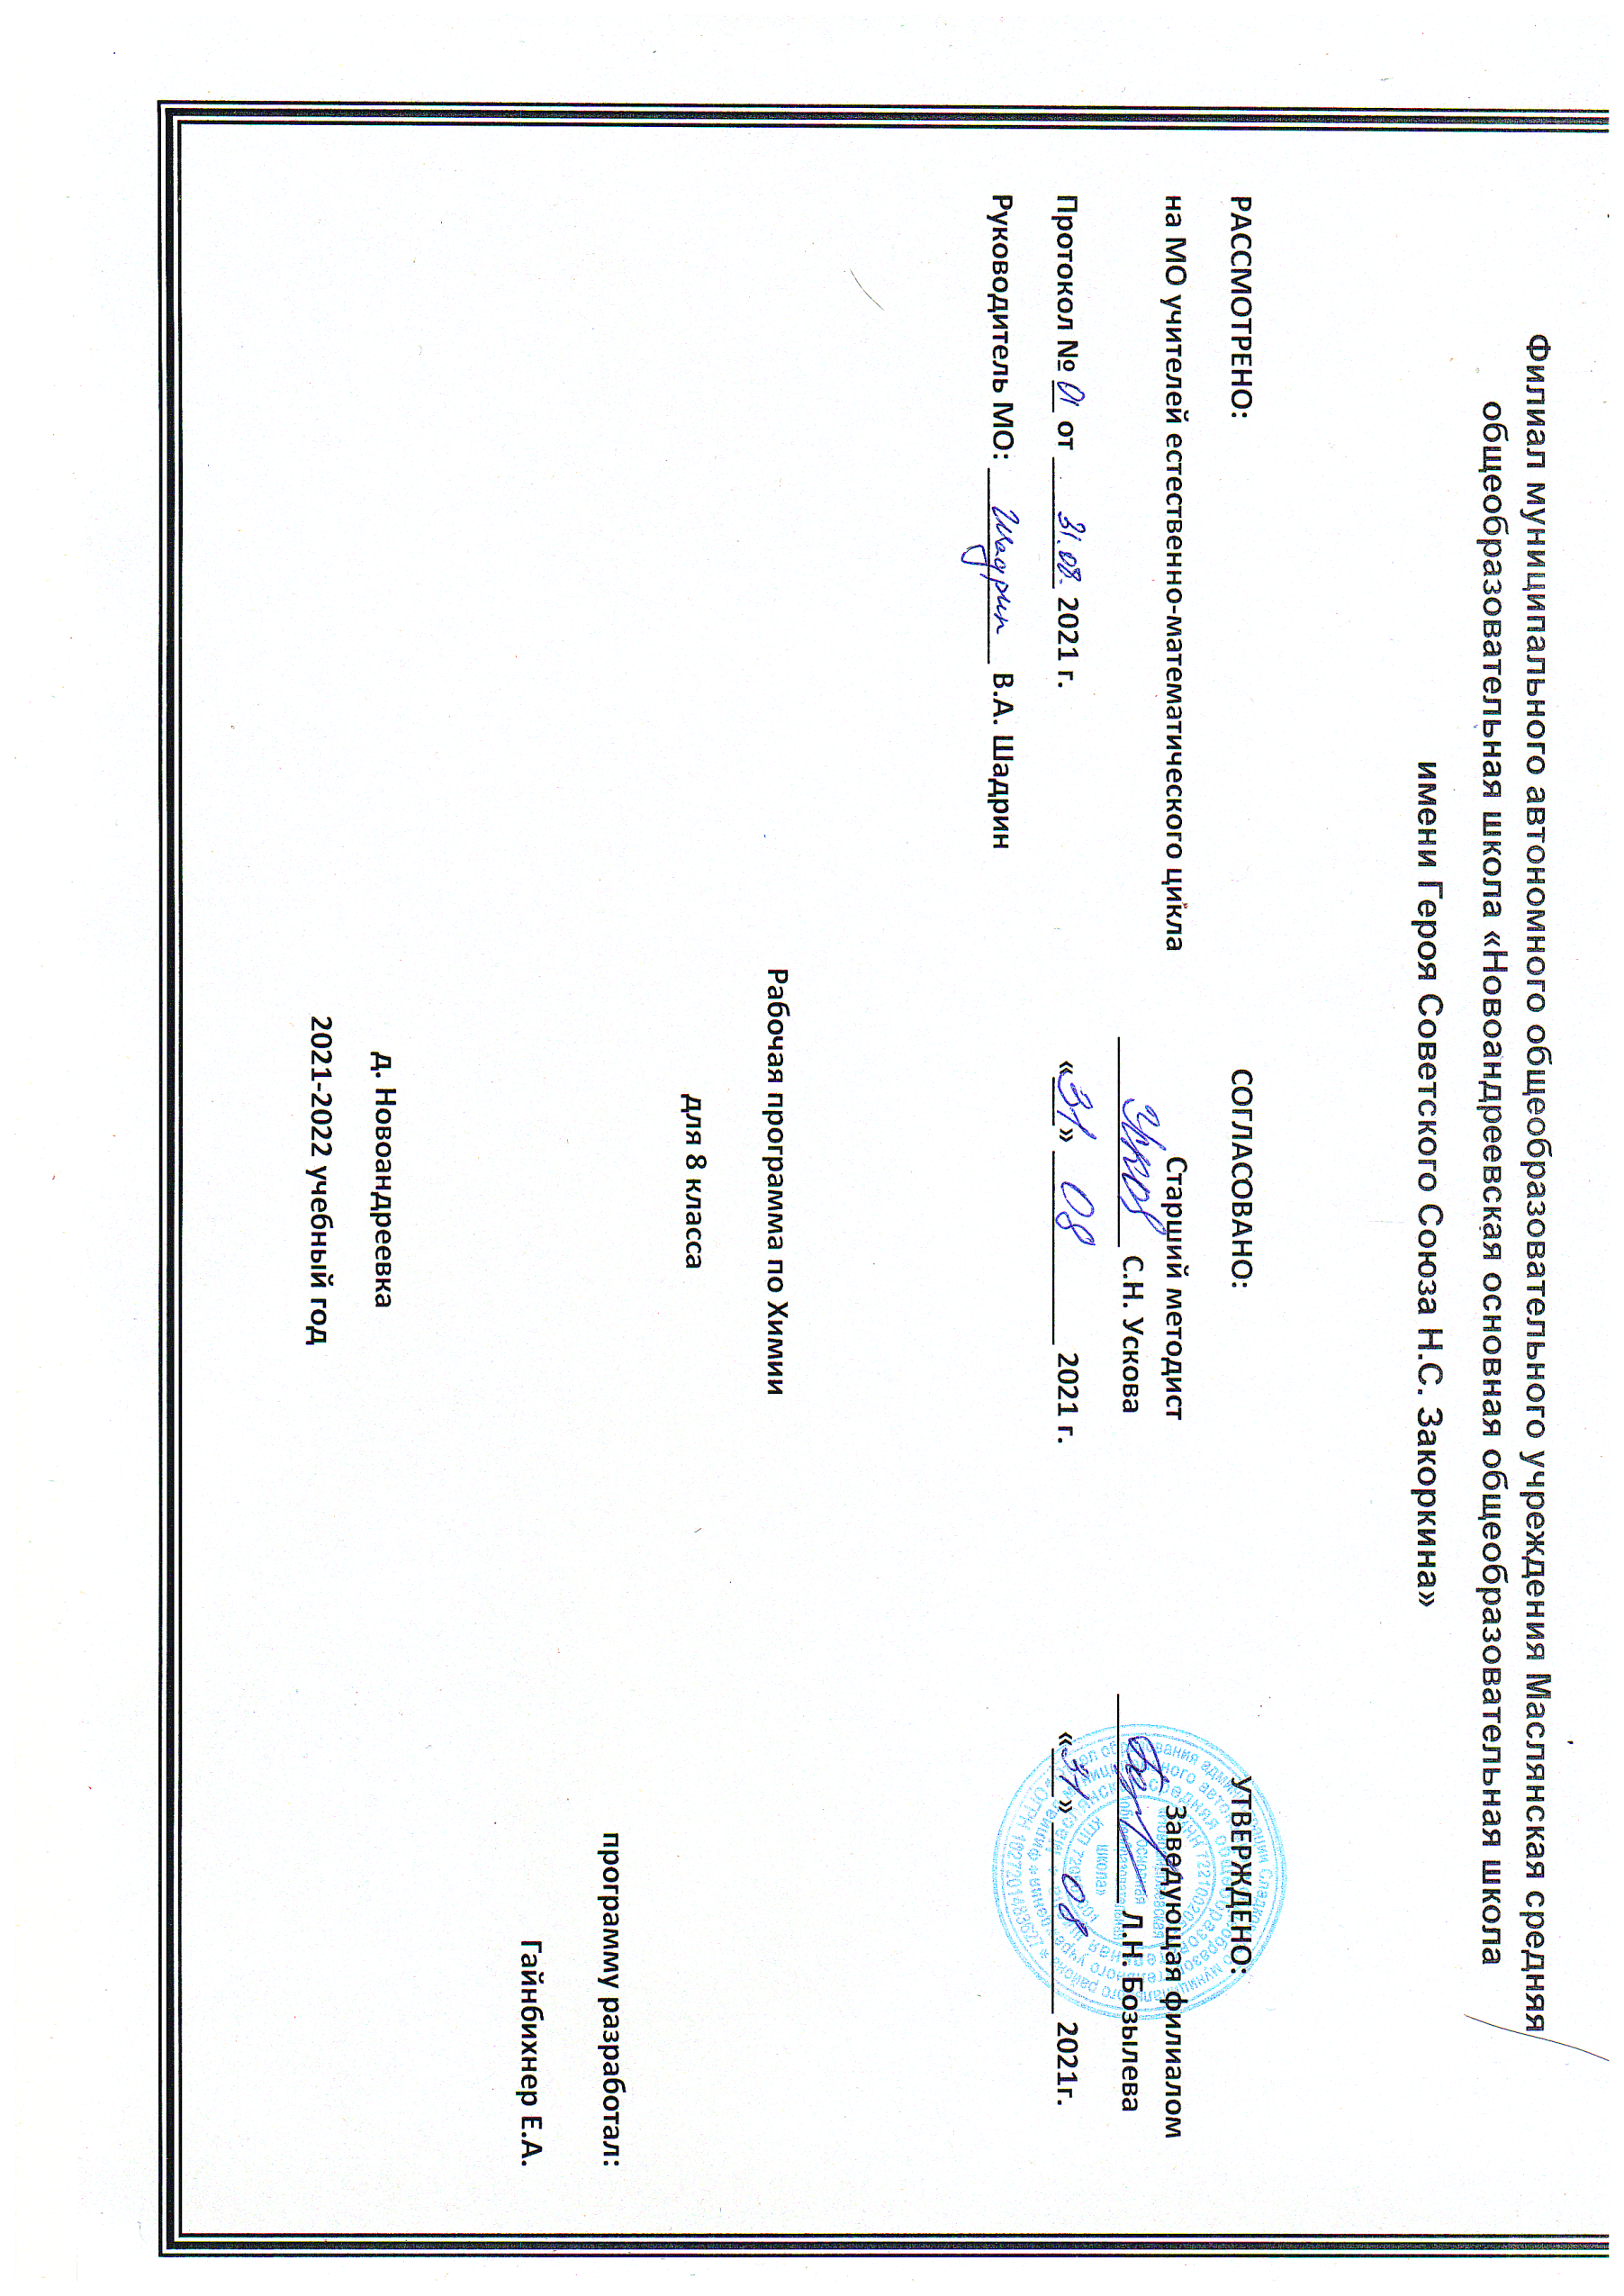 Филиал муниципального автономного общеобразовательного учреждения Маслянская средняя
общеобразовательная школа «Новоандреевская основная общеобразовательная школа
имени Героя Советского Союза Н.С. Закоркина»
РАССМОТРЕНО:
на МО учителей естественно-математического цикла
Протокол № 01 от 31.08. 2021 г.
Руководитель МО: Шадрин В.А. Шадрин
СОГЛАСОВАНО:
Старший методист
С.Н. Ускова
«31» 08 2021 г.
УТВЕРЖДЕНО:
Заведующая филиалом
Л.Н. Бозылева
«31» 08 2021г.
Рабочая программа по Химии
для 8 класса
программу разработал:
Гайнбихнер Е.А.
д. Новоандреевка
2021-2022 учебный год